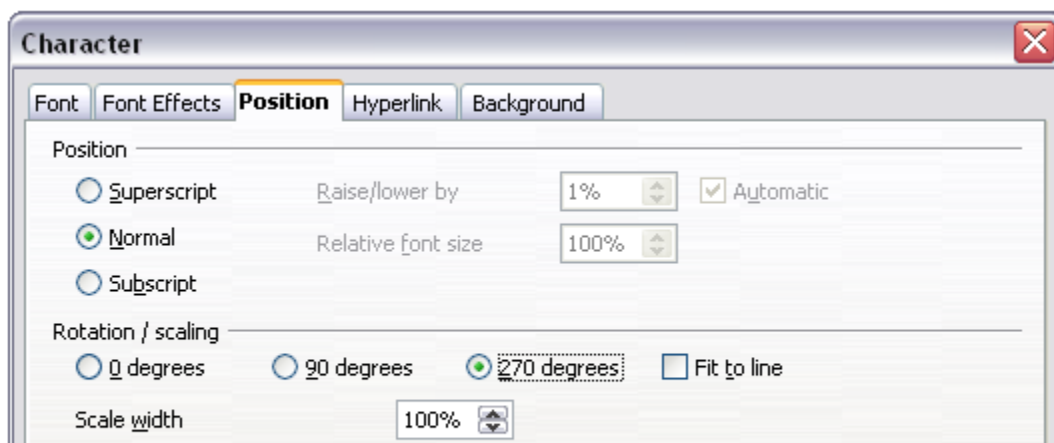 Character
Font Font Effects Position Hyperlink Background
Position
Superscript Raise/lower by 1% Automatic
Normal Relative font size 100%
Subscript
Rotation / scaling
0 degrees 90 degrees 270 degrees Fit to line
Scale width 100%